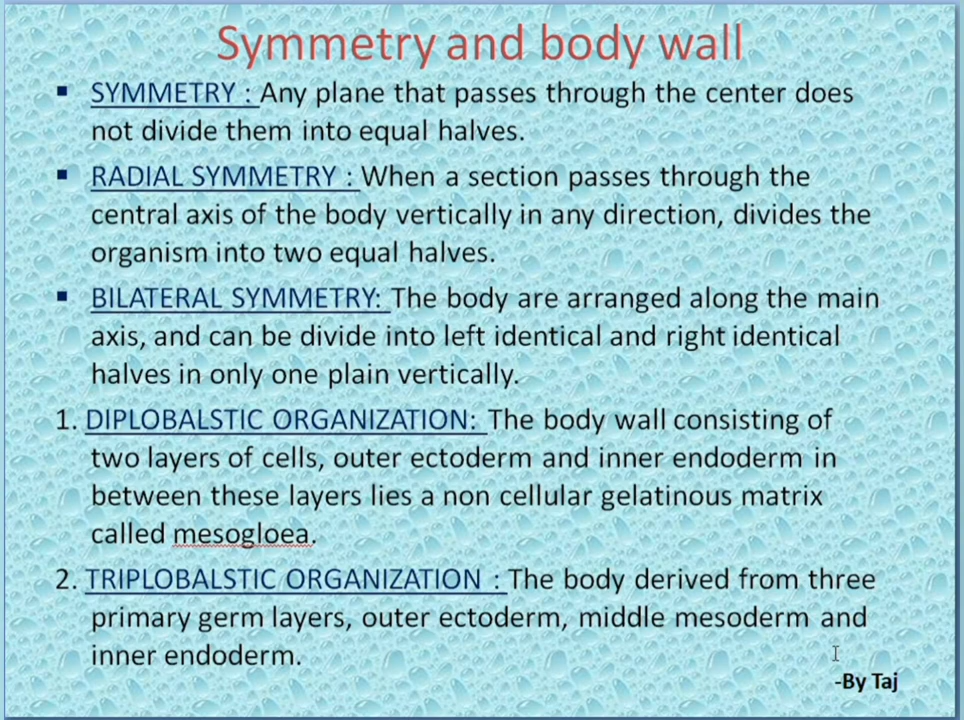 Symmetry and body wall
▪ SYMMETRY : Any plane that passes through the center does
not divide them into equal halves.
▪ RADIAL SYMMETRY : When a section passes through the
central axis of the body vertically in any direction, divides the
organism into two equal halves.
▪ BILATERAL SYMMETRY: The body are arranged along the main
axis, and can be divide into left identical and right identical
halves in only one plain vertically.
1. DIPLOBALSTIC ORGANIZATION: The body wall consisting of
two layers of cells, outer ectoderm and inner endoderm in
between these layers lies a non cellular gelatinous matrix
called mesogloea.
2. TRIPLOBALSTIC ORGANIZATION : The body derived from three
primary germ layers, outer ectoderm, middle mesoderm and
inner endoderm.
-By Taj